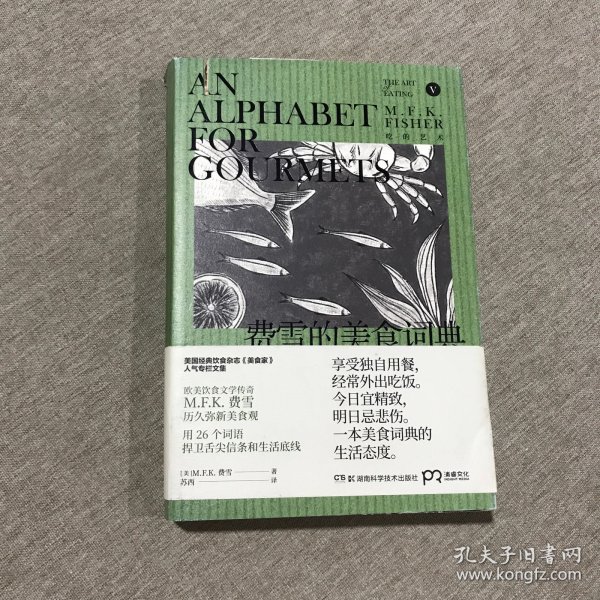 AN
ALPHABET
FOR
GOURMETS
THE ART
of
EATING
V
M.F.K.
FISHER
吃的艺术
费雪的美食词典
美国经典饮食杂志《美食家》
人气专栏文集
欧美饮食文学传奇
M.F.K. 费雪
历久弥新美食观
用 26 个词语
捍卫舌尖信条和生活底线
享受独自用餐，
经常外出吃饭。
今日宜精致，
明日忌悲伤。
一本美食词典的
生活态度。
[美]M.F.K. 费雪 著
苏西 译
湖南科学技术出版社
浦睿文化
INSIGHT MEDIA
孔夫子旧书网
www.kongfz.com